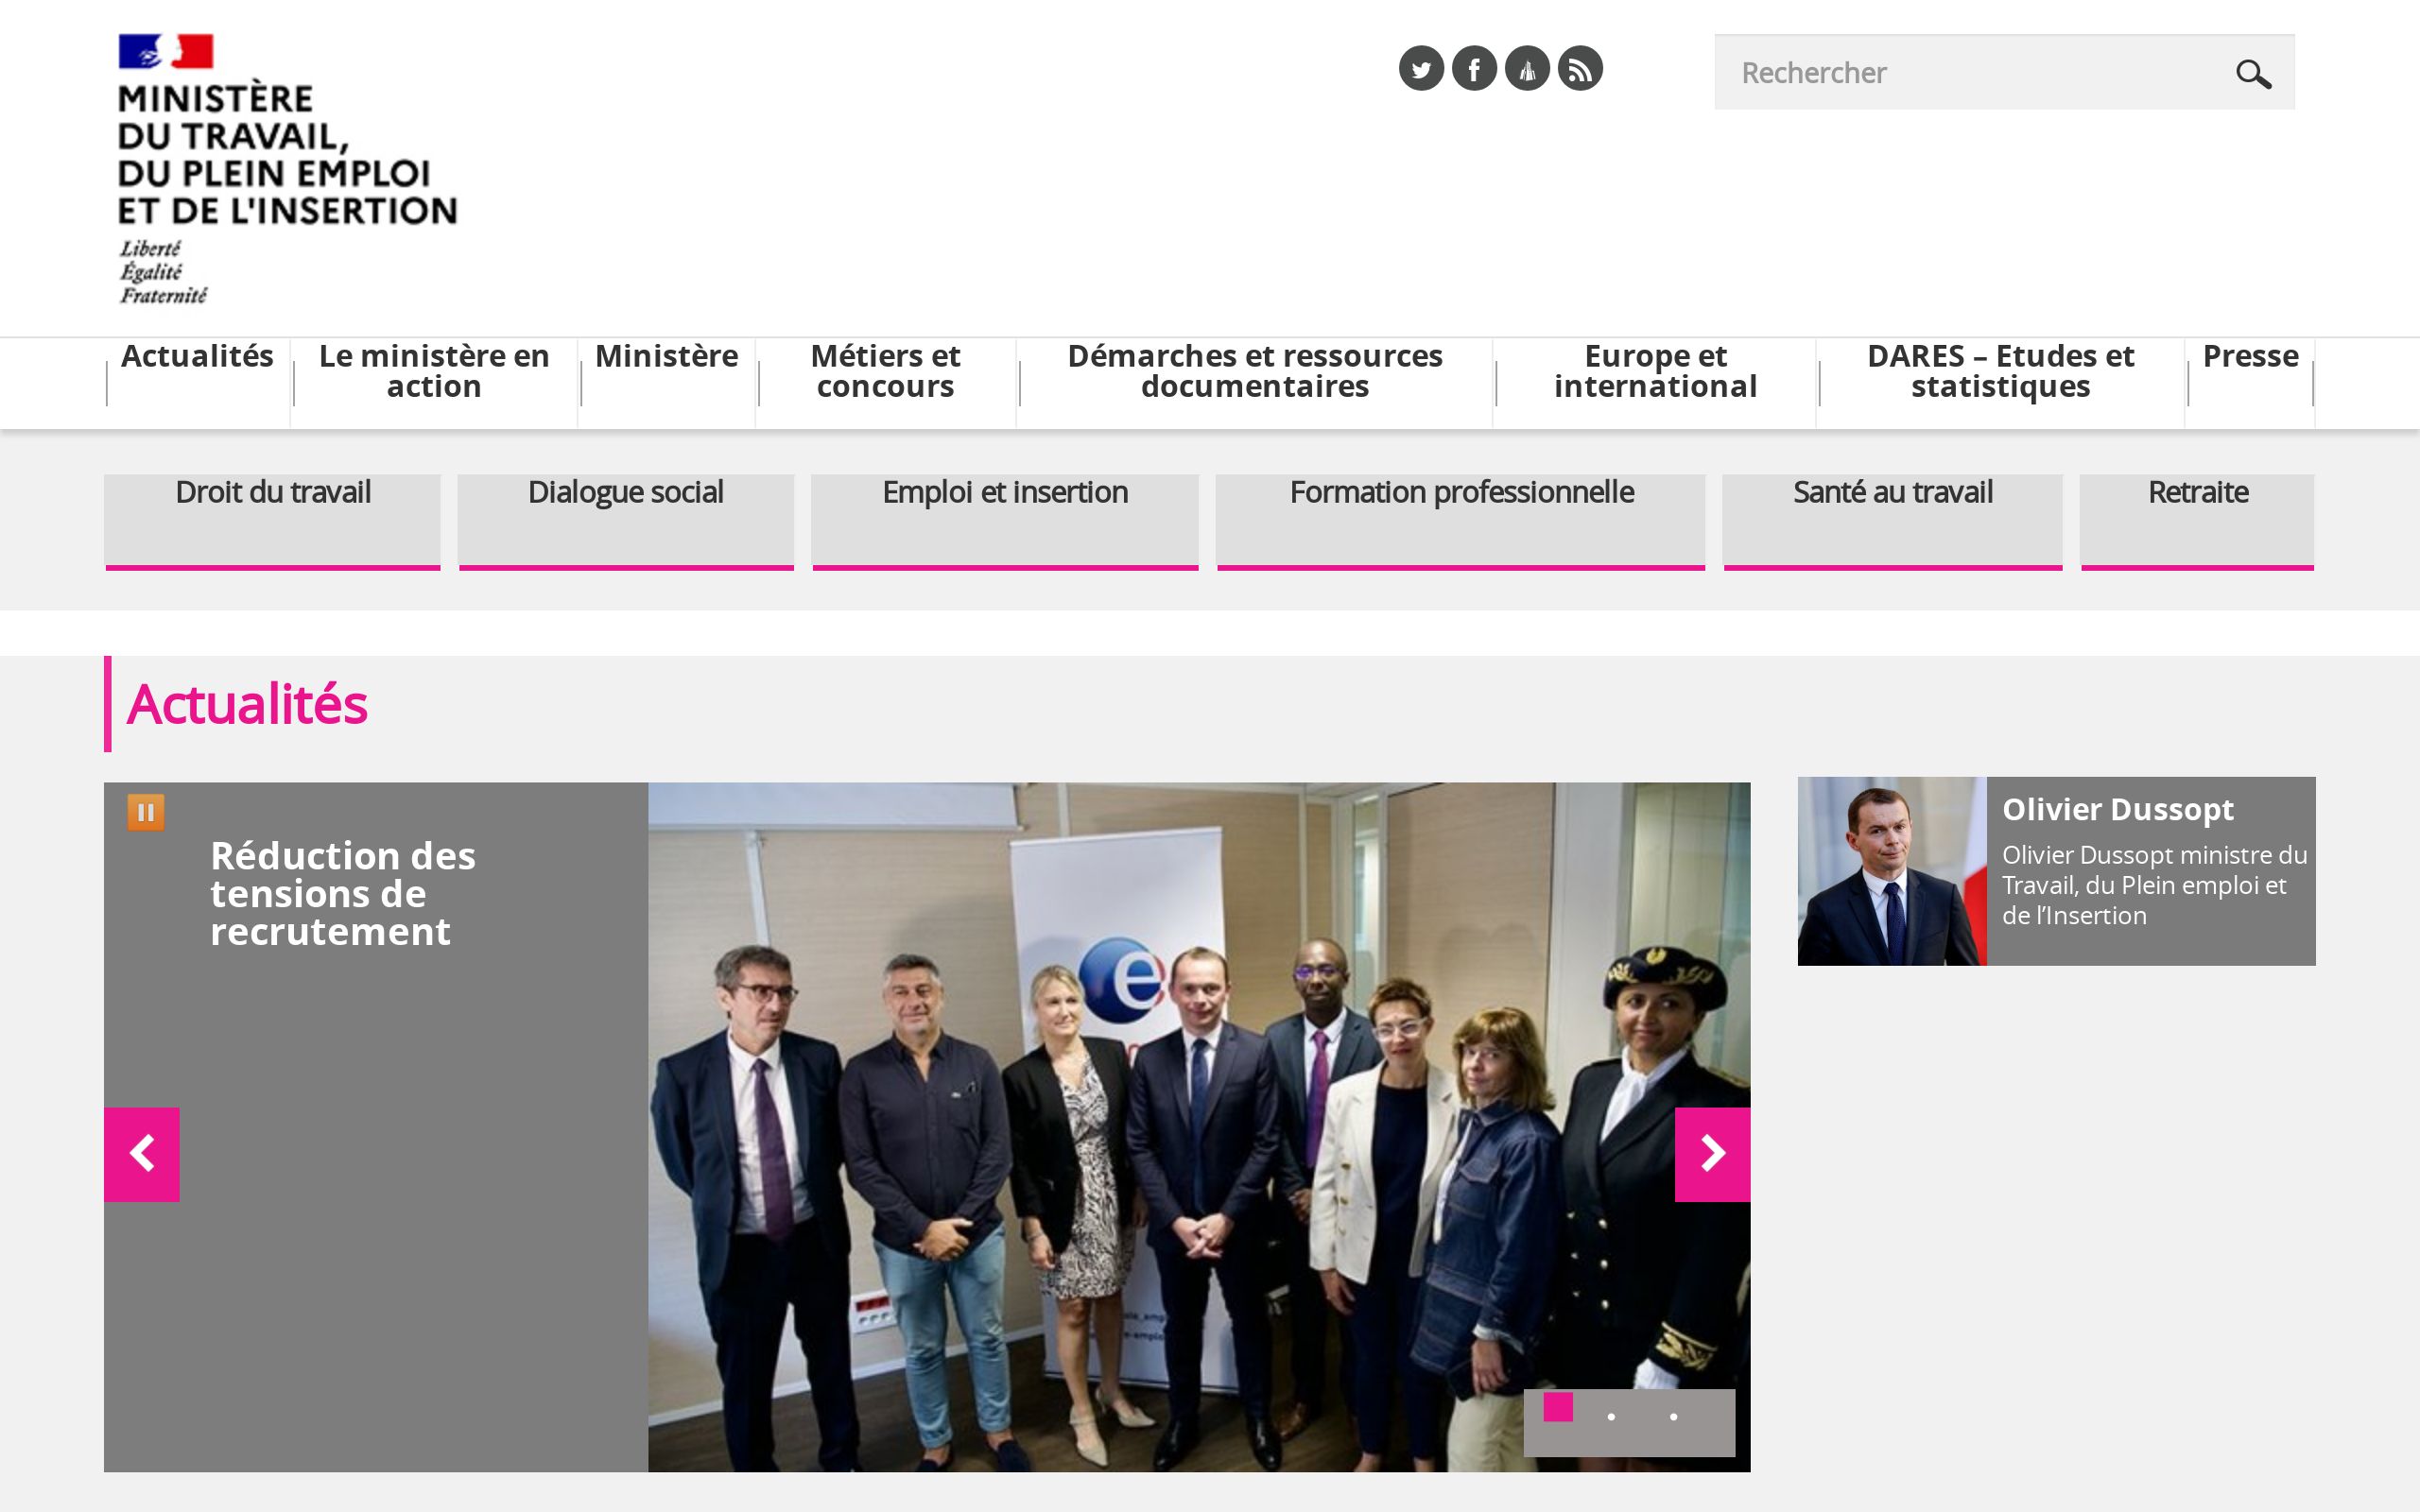 MINISTÈRE
DU TRAVAIL,
DU PLEIN EMPLOI
ET DE L'INSERTION
Liberté
Égalité
Fraternité
Rechercher
Actualités
Le ministère en
action
Ministère
Métiers et
concours
Démarches et ressources
documentaires
Europe et
international
DARES – Etudes et
statistiques
Presse
Droit du travail
Dialogue social
Emploi et insertion
Formation professionnelle
Santé au travail
Retraite
Actualités
Réduction des
tensions de
recrutement
e
Olivier Dussopt
Olivier Dussopt ministre du
Travail, du Plein emploi et
de l’Insertion